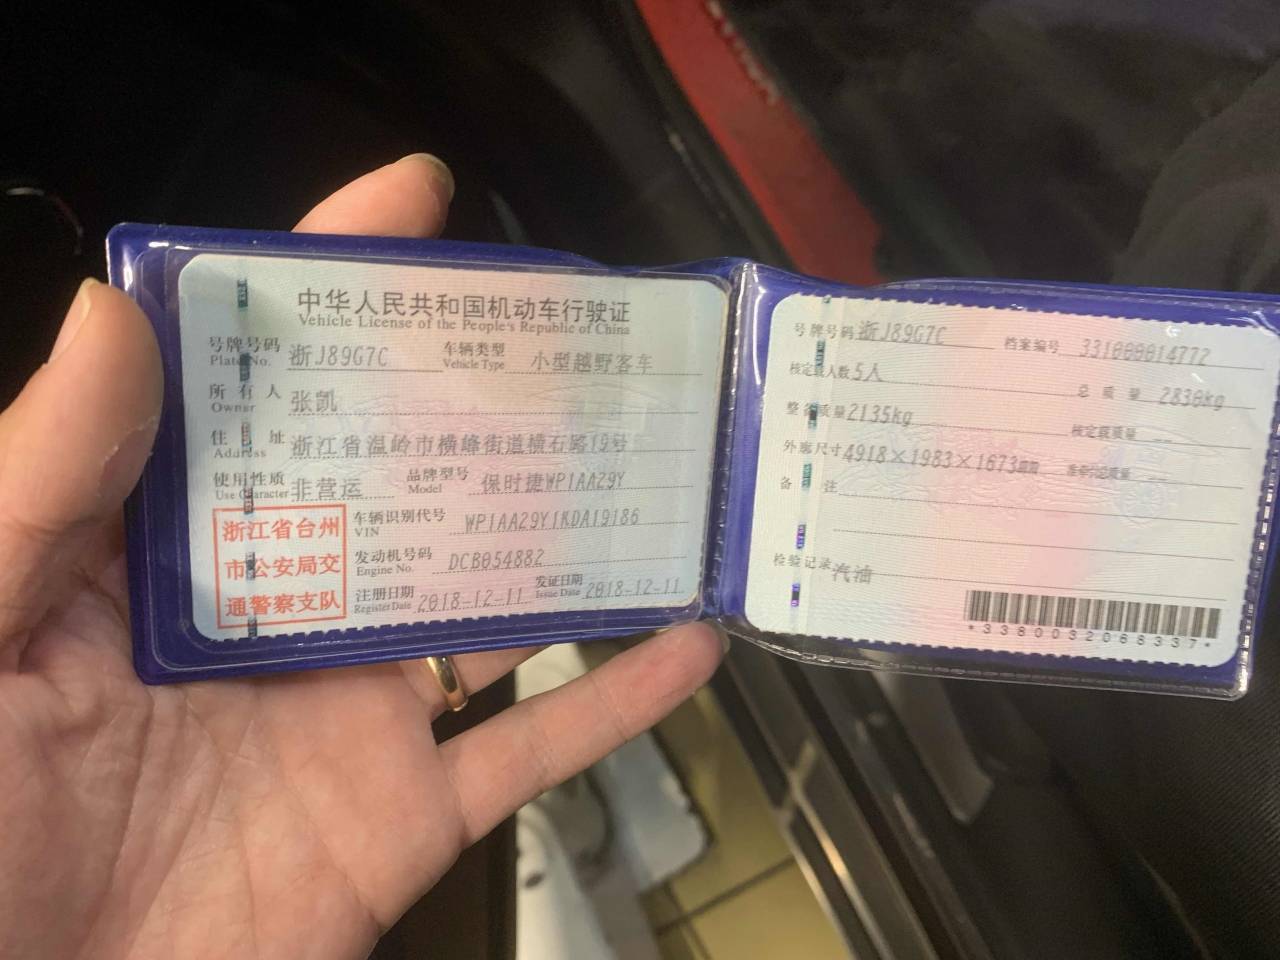 中华人民共和国机动车行驶证
Vehicle License of the People's Republic of China
号牌号码 浙J89G7C 车辆类型 小型越野客车
Plate No. Vehicle Type
所有人 张凯
Owner
住址 浙江省温岭市横峰街道横石路19号
Address
使用性质 非营运 品牌型号 保时捷WP1AA29Y
Use Character Model
浙江省台州
市公安局交
通警察支队
车辆识别代号 WP1AA29Y1KDA19186
VIN
发动机号码 DCB054882
Engine No.
注册日期 2018-12-11 发证日期 2018-12-11
Register Date Issue Date
号牌号码 浙J89G7C 档案编号 331000014772
核定载人数 5人 总质量 2830kg
整备质量 2135kg 核定载质量 --
外廓尺寸 4918×1983×1673mm 准牵引总质量 --
备注
检验记录 汽油
*3380032068337*